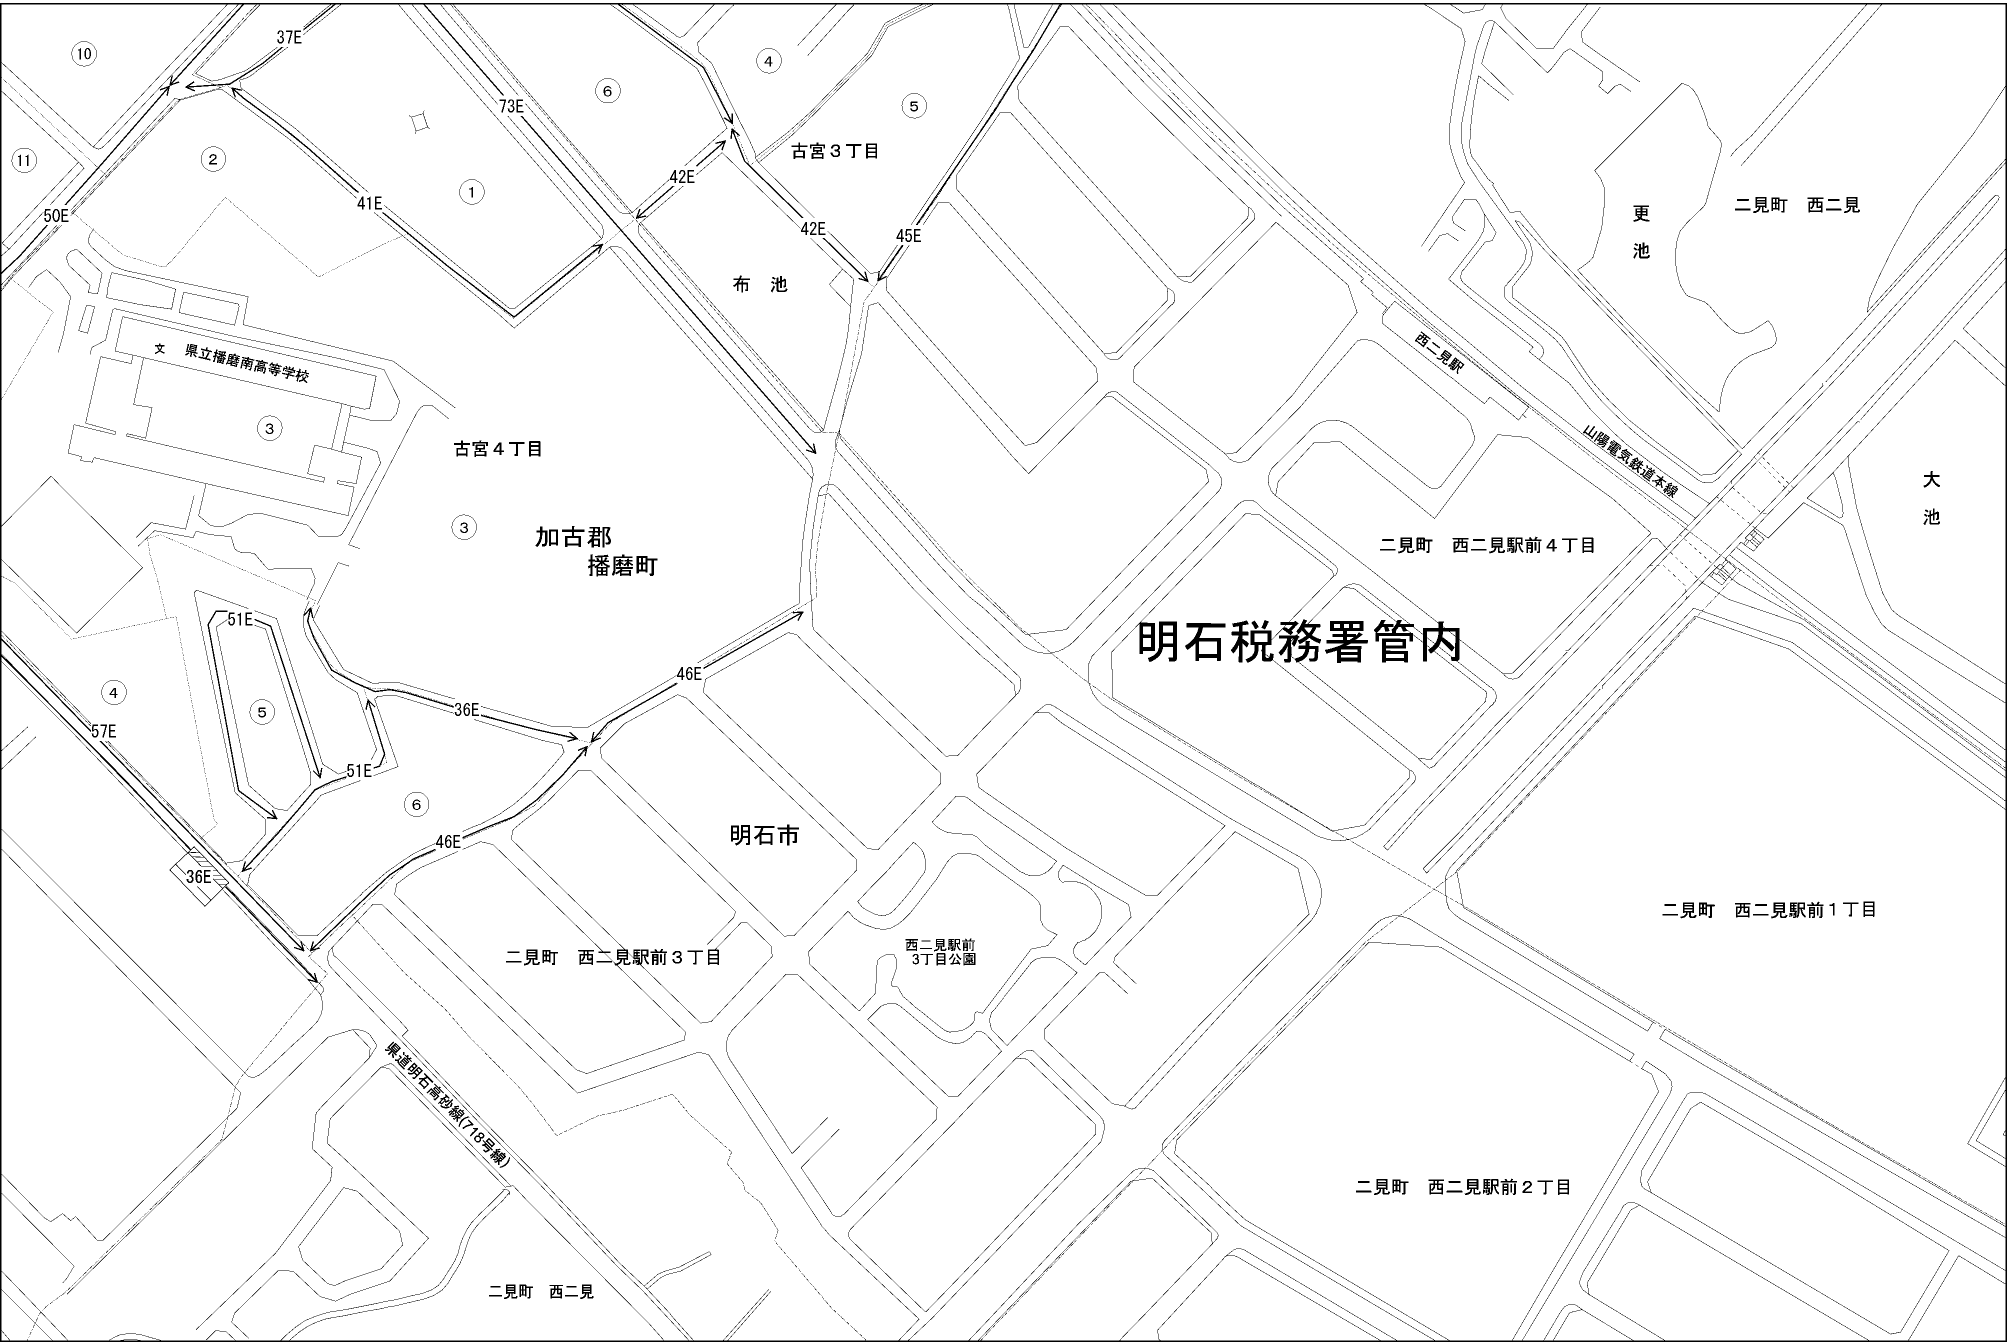 37E
10
4
6
73E
5
11
2
古宮３丁目
1
42E
41E
50E
42E
45E
更池
二見町　西二見
布　池
文　県立播磨南高等学校
西二見駅
3
古宮４丁目
山陽電気鉄道本線
大池
3
加古郡
播磨町
二見町　西二見駅前４丁目
51E
明石税務署管内
46E
4
5
36E
57E
51E
6
明石市
46E
36E
二見町　西二見駅前１丁目
西二見駅前
3丁目公園
二見町　西二見駅前３丁目
県道明石高砂線(718号線)
二見町　西二見駅前２丁目
二見町　西二見